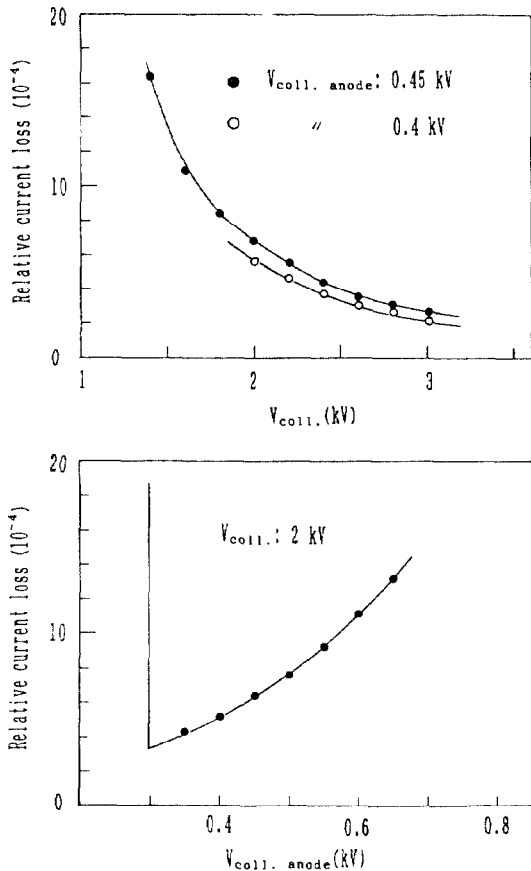 20
V_coll. anode: 0.45 kV
〃 0.4 kV
10
0
Relative current loss (10^-4)
1 2 3
V_coll.(kV)
20
V_coll.: 2 kV
10
0
Relative current loss (10^-4)
0.4 0.6 0.8
V_coll. anode(kV)